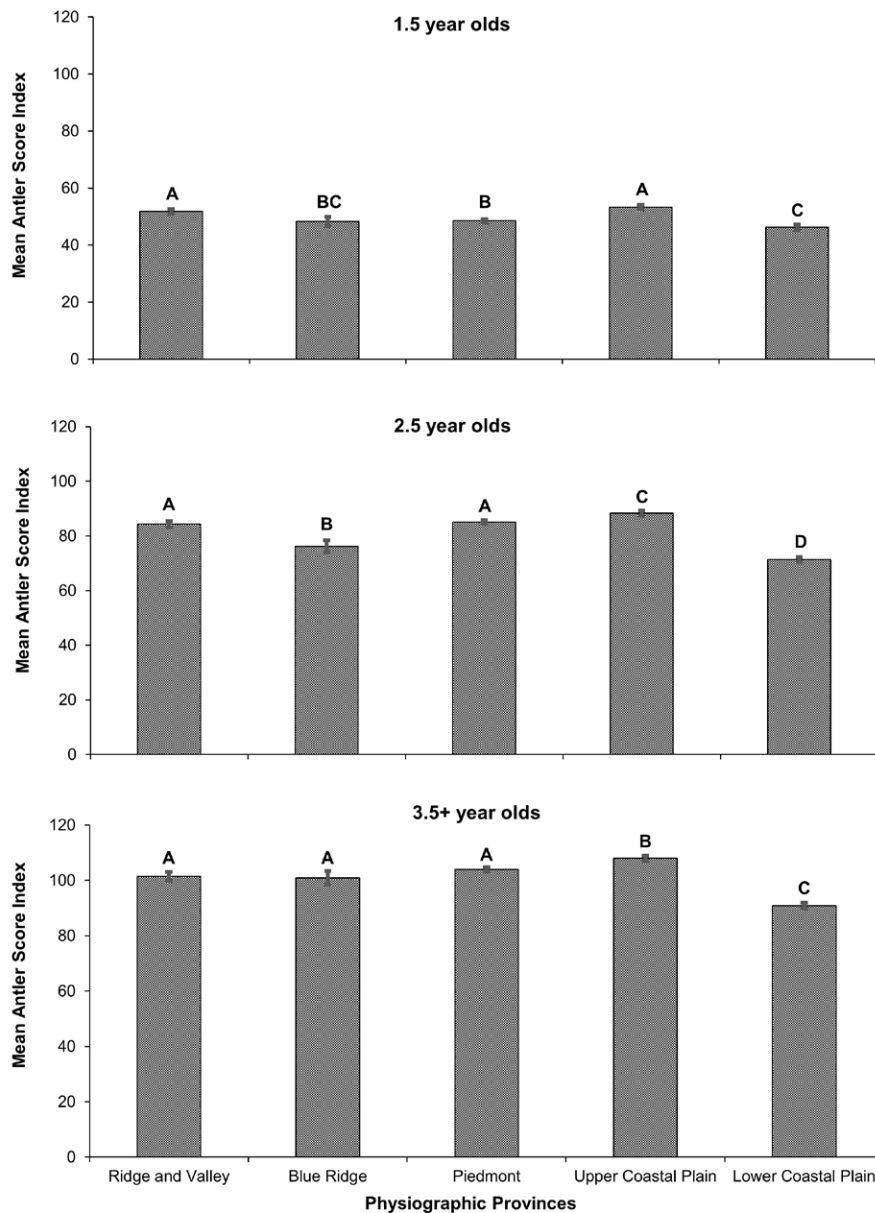 1.5 year olds
Mean Antler Score Index
120
100
80
60
40
20
0
A
BC
B
A
C
2.5 year olds
Mean Antler Score Index
120
100
80
60
40
20
0
A
B
A
C
D
3.5+ year olds
Mean Antler Score Index
120
100
80
60
40
20
0
A
A
A
B
C
Ridge and Valley
Blue Ridge
Piedmont
Upper Coastal Plain
Lower Coastal Plain
Physiographic Provinces